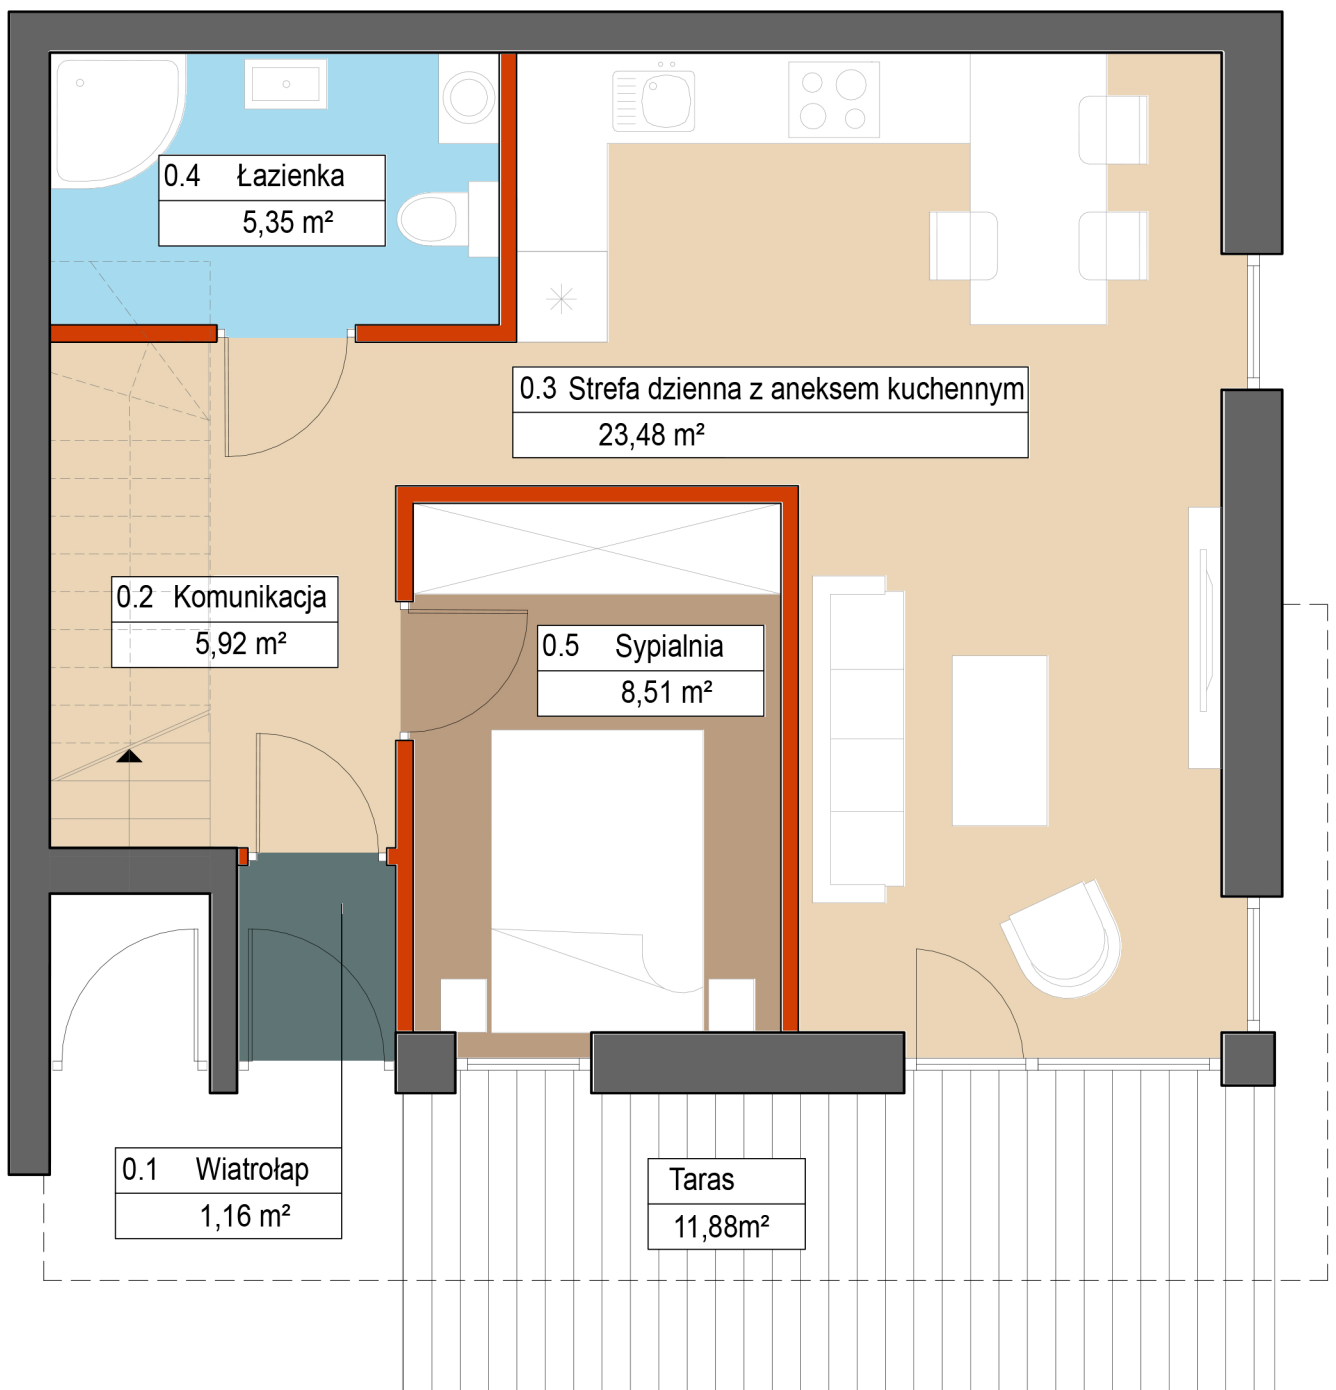 0.4 Łazienka
5,35 m²
0.3 Strefa dzienna z aneksem kuchennym
23,48 m²
0.2 Komunikacja
5,92 m²
0.5 Sypialnia
8,51 m²
0.1 Wiatrołap
1,16 m²
Taras
11,88m²